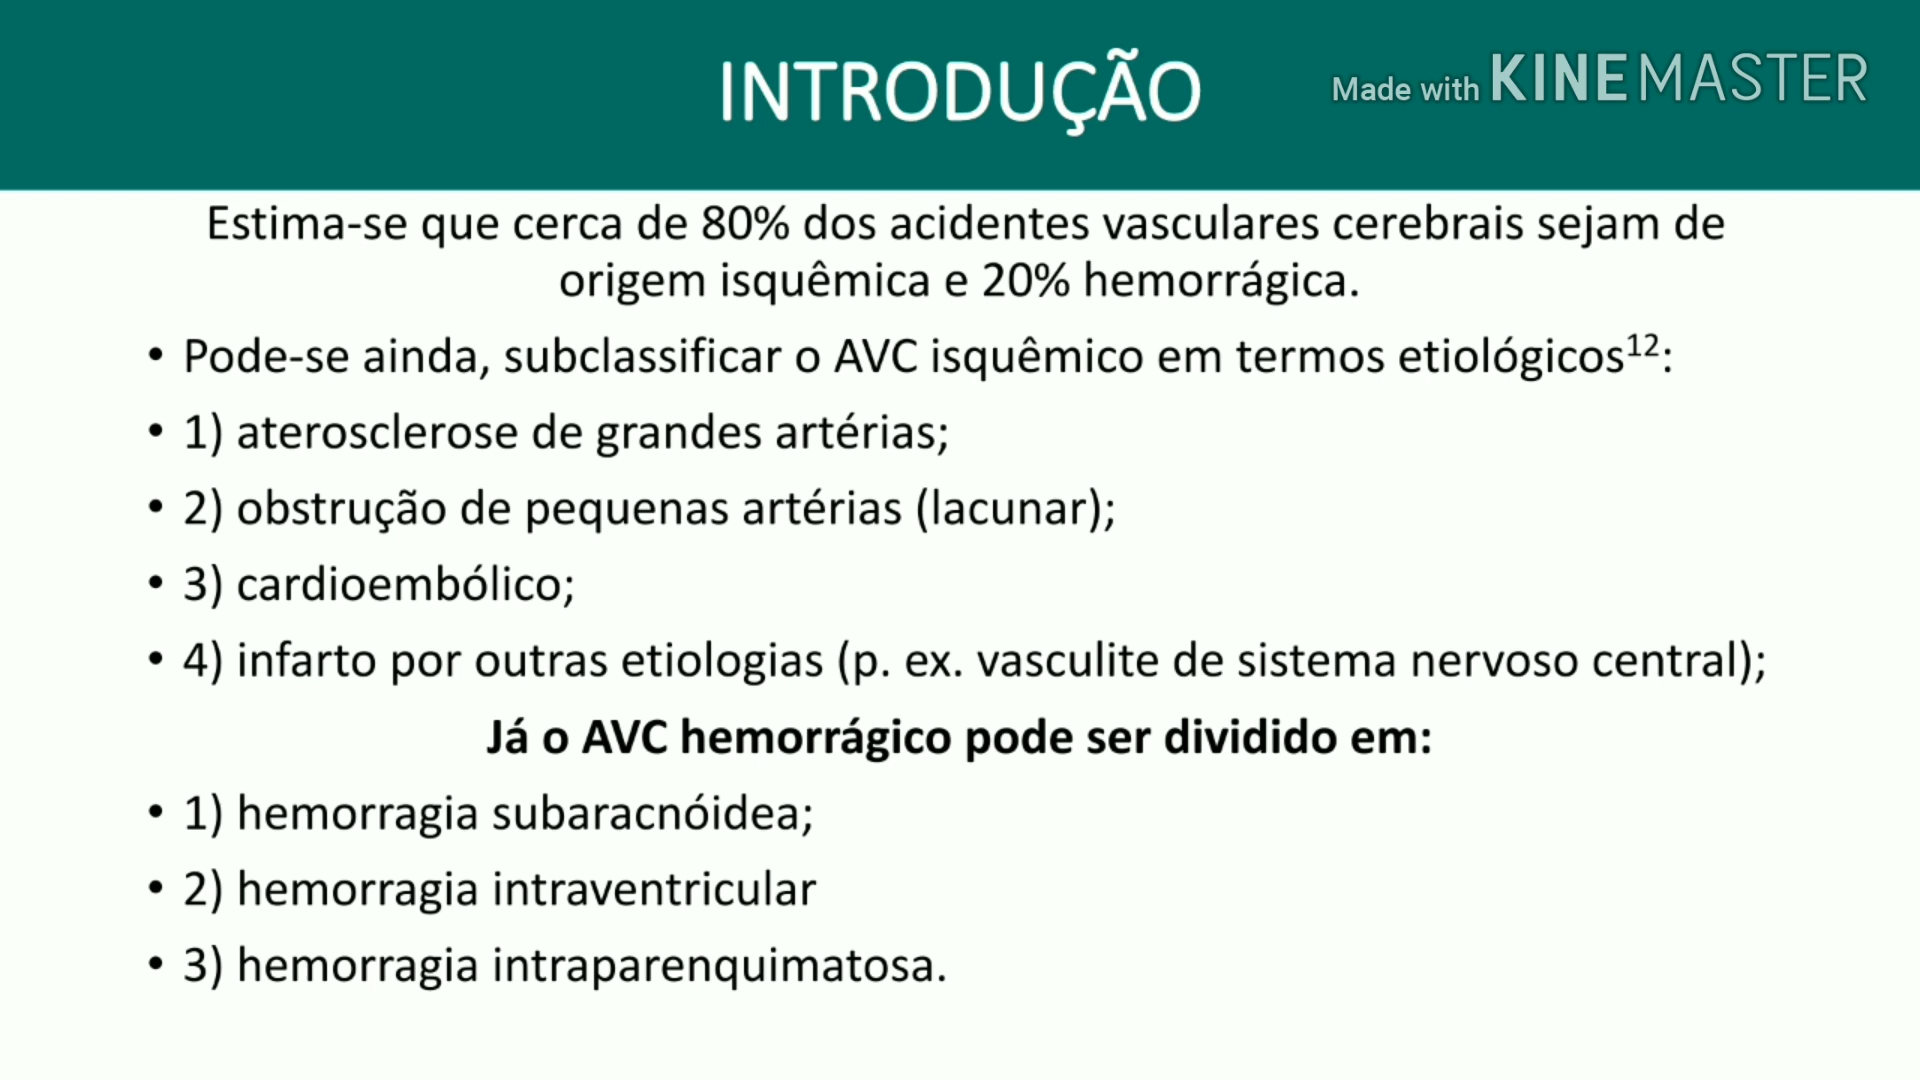 INTRODUÇÃO
Made with KINEMASTER
Estima-se que cerca de 80% dos acidentes vasculares cerebrais sejam de
origem isquêmica e 20% hemorrágica.
• Pode-se ainda, subclassificar o AVC isquêmico em termos etiológicos¹²:
• 1) aterosclerose de grandes artérias;
• 2) obstrução de pequenas artérias (lacunar);
• 3) cardioembólico;
• 4) infarto por outras etiologias (p. ex. vasculite de sistema nervoso central);
Já o AVC hemorrágico pode ser dividido em:
• 1) hemorragia subaracnóidea;
• 2) hemorragia intraventricular
• 3) hemorragia intraparenquimatosa.